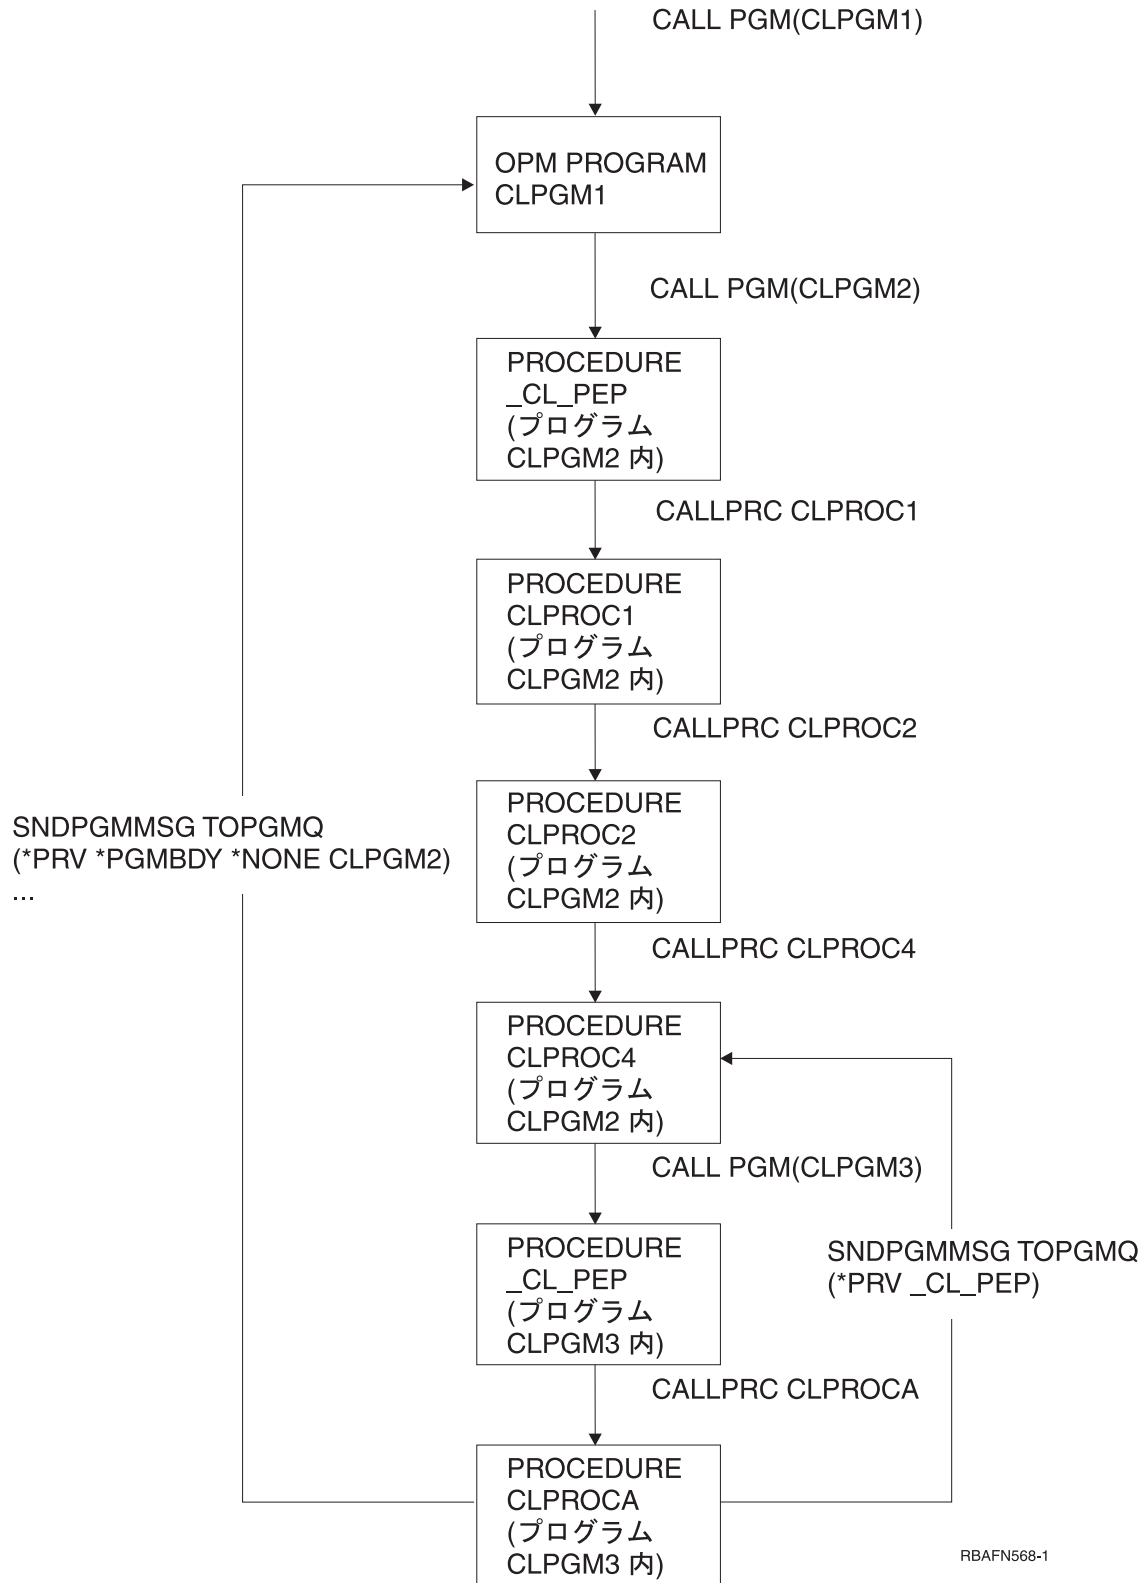 CALL PGM(CLPGM1)
OPM PROGRAM
CLPGM1
CALL PGM(CLPGM2)
PROCEDURE
_CL_PEP
(プログラム
CLPGM2 内)
CALLPRC CLPROC1
PROCEDURE
CLPROC1
(プログラム
CLPGM2 内)
CALLPRC CLPROC2
PROCEDURE
CLPROC2
(プログラム
CLPGM2 内)
SNDPGMMSG TOPGMQ
(*PRV *PGMBDY *NONE CLPGM2)
...
CALLPRC CLPROC4
PROCEDURE
CLPROC4
(プログラム
CLPGM2 内)
CALL PGM(CLPGM3)
PROCEDURE
_CL_PEP
(プログラム
CLPGM3 内)
SNDPGMMSG TOPGMQ
(*PRV _CL_PEP)
CALLPRC CLPROCA
PROCEDURE
CLPROCA
(プログラム
CLPGM3 内)
RBAFN568-1